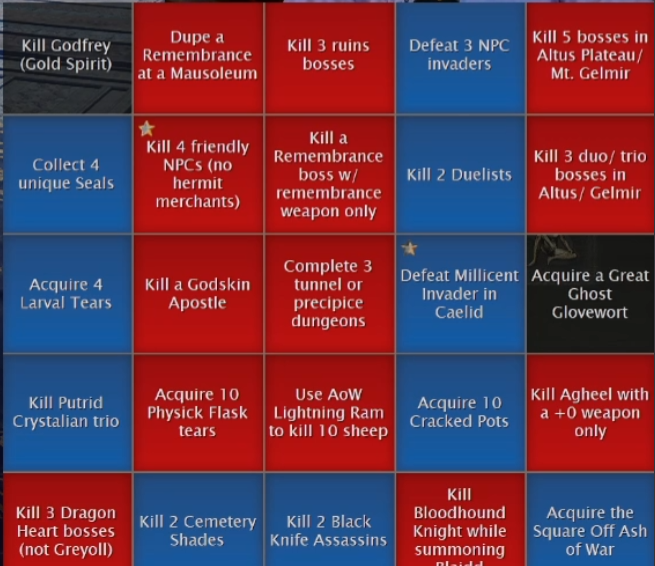 Kill Godfrey
(Gold Spirit)
Dupe a
Remembrance
at a Mausoleum
Kill 3 ruins
bosses
Defeat 3 NPC
invaders
Kill 5 bosses in
Altus Plateau/
Mt. Gelmir
Collect 4
unique Seals
Kill 4 friendly
NPCs (no
hermit
merchants)
Kill a
Remembrance
boss w/
remembrance
weapon only
Kill 2 Duelists
Kill 3 duo/ trio
bosses in
Altus/ Gelmir
Acquire 4
Larval Tears
Kill a Godskin
Apostle
Complete 3
tunnel or
precipice
dungeons
Defeat Millicent
Invader in
Caelid
Acquire a Great
Ghost
Glovewort
Kill Putrid
Crystalian trio
Acquire 10
Physick Flask
tears
Use AoW
Lightning Ram
to kill 10 sheep
Acquire 10
Cracked Pots
Kill Agheel with
a +0 weapon
only
Kill 3 Dragon
Heart bosses
(not Greyoll)
Kill 2 Cemetery
Shades
Kill 2 Black
Knife Assassins
Kill
Bloodhound
Knight while
summoning
Acquire the
Square Off Ash
of War